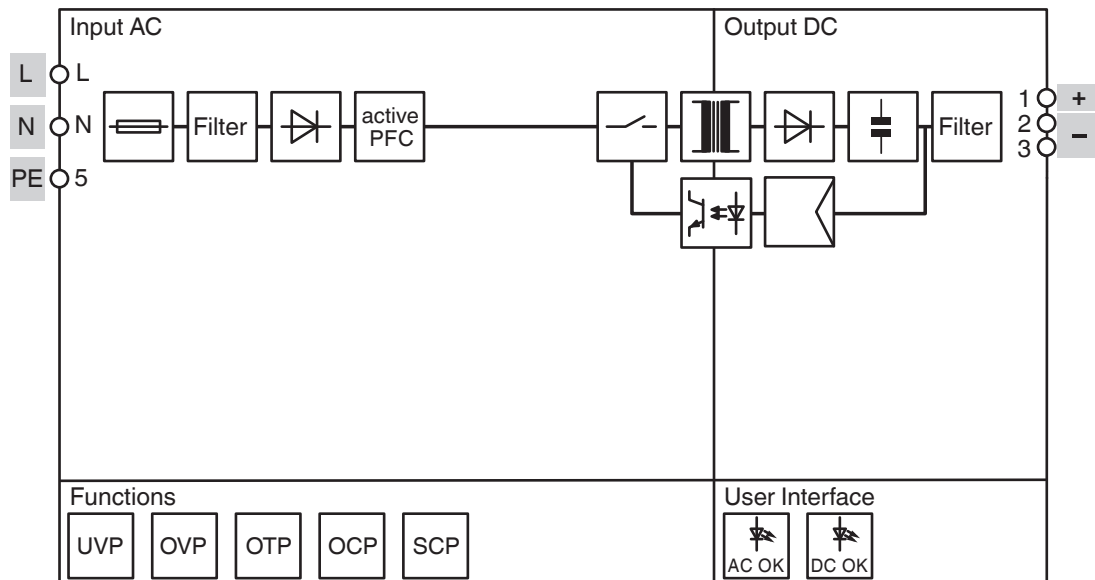 Input AC
Output DC
L
L
N
N
PE
5
Filter
active
PFC
Filter
1
+
2
3
−
Functions
UVP
OVP
OTP
OCP
SCP
User Interface
AC OK
DC OK